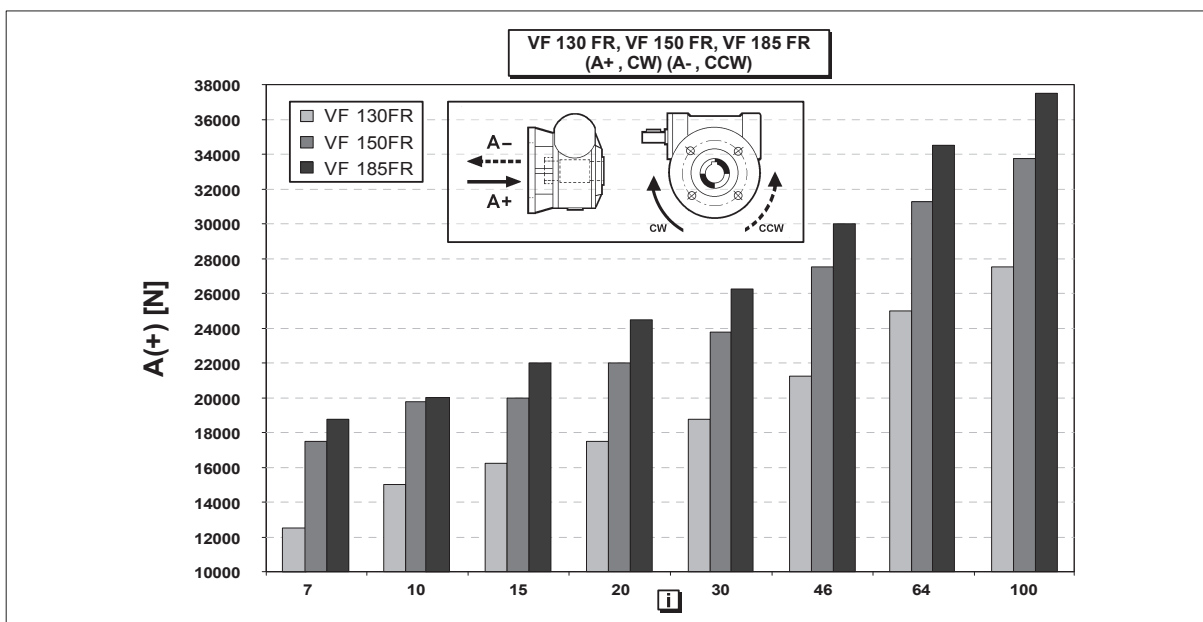 VF 130 FR, VF 150 FR, VF 185 FR
(A+ , CW) (A- , CCW)
VF 130FR
VF 150FR
VF 185FR
A–
A+
CW
CCW
A(+) [N]
38000
36000
34000
32000
30000
28000
26000
24000
22000
20000
18000
16000
14000
12000
10000
7 10 15 20 30 46 64 100
i